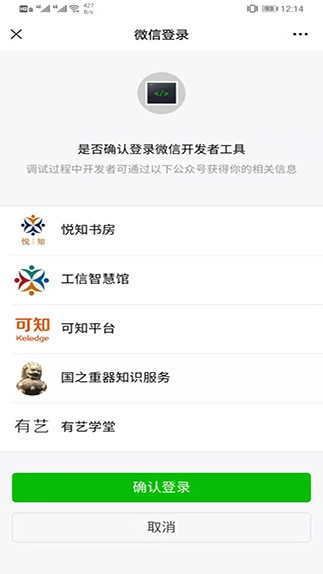 HD B 4G 4G 427 B/s 93 12:14
微信登录
</>
是否确认登录微信开发者工具
调试过程中开发者可通过以下公众号获得你的相关信息
悦|知 悦知书房
工信智慧馆
可知 Keledge 可知平台
国之重器知识服务
有艺 有艺学堂
确认登录
取消